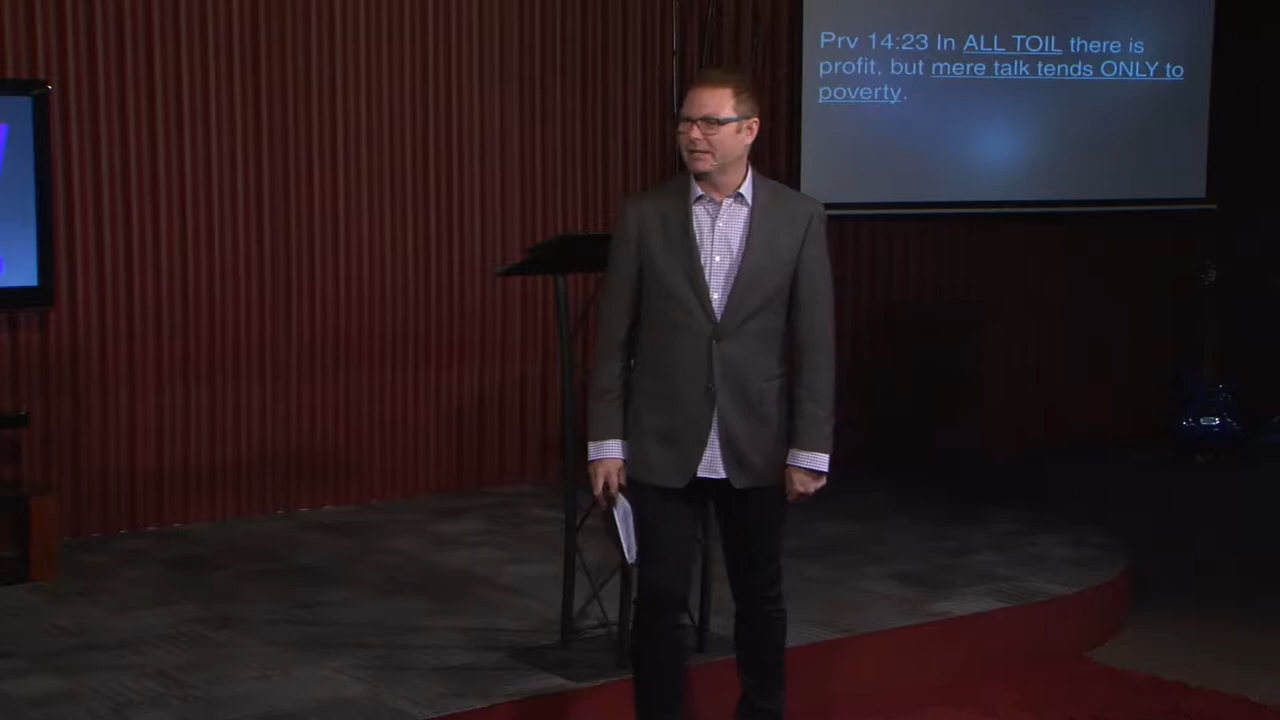 Prv 14:23 In ALL TOIL there is
profit, but mere talk tends ONLY to
poverty.